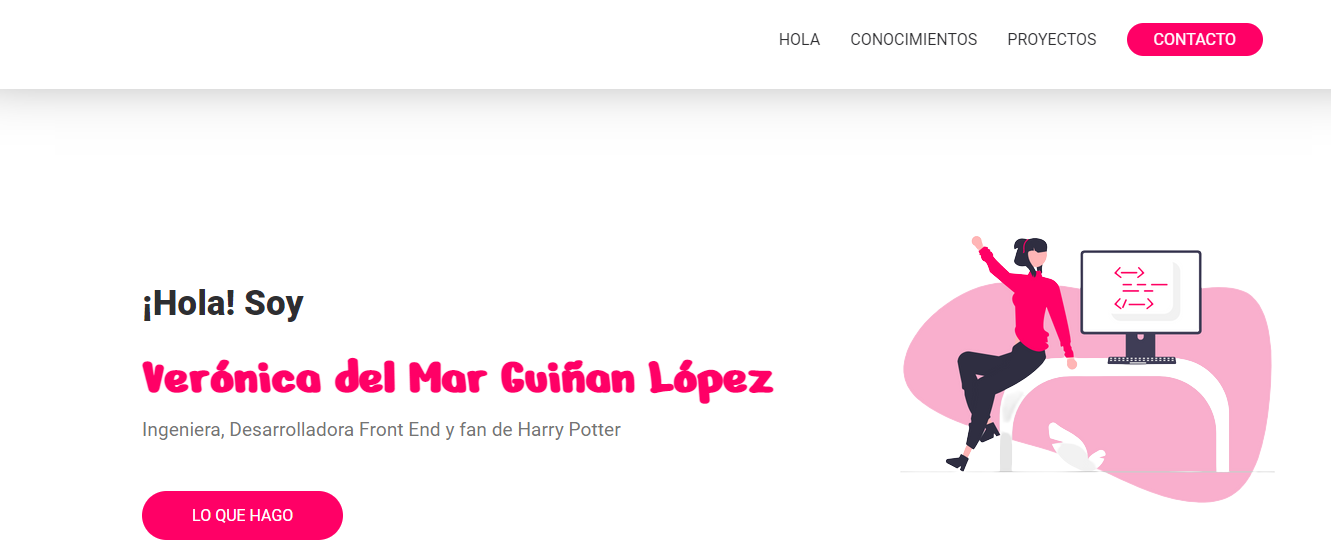 HOLA CONOCIMIENTOS PROYECTOS CONTACTO
¡Hola! Soy
Verónica del Mar Guiñan López
Ingeniera, Desarrolladora Front End y fan de Harry Potter
LO QUE HAGO